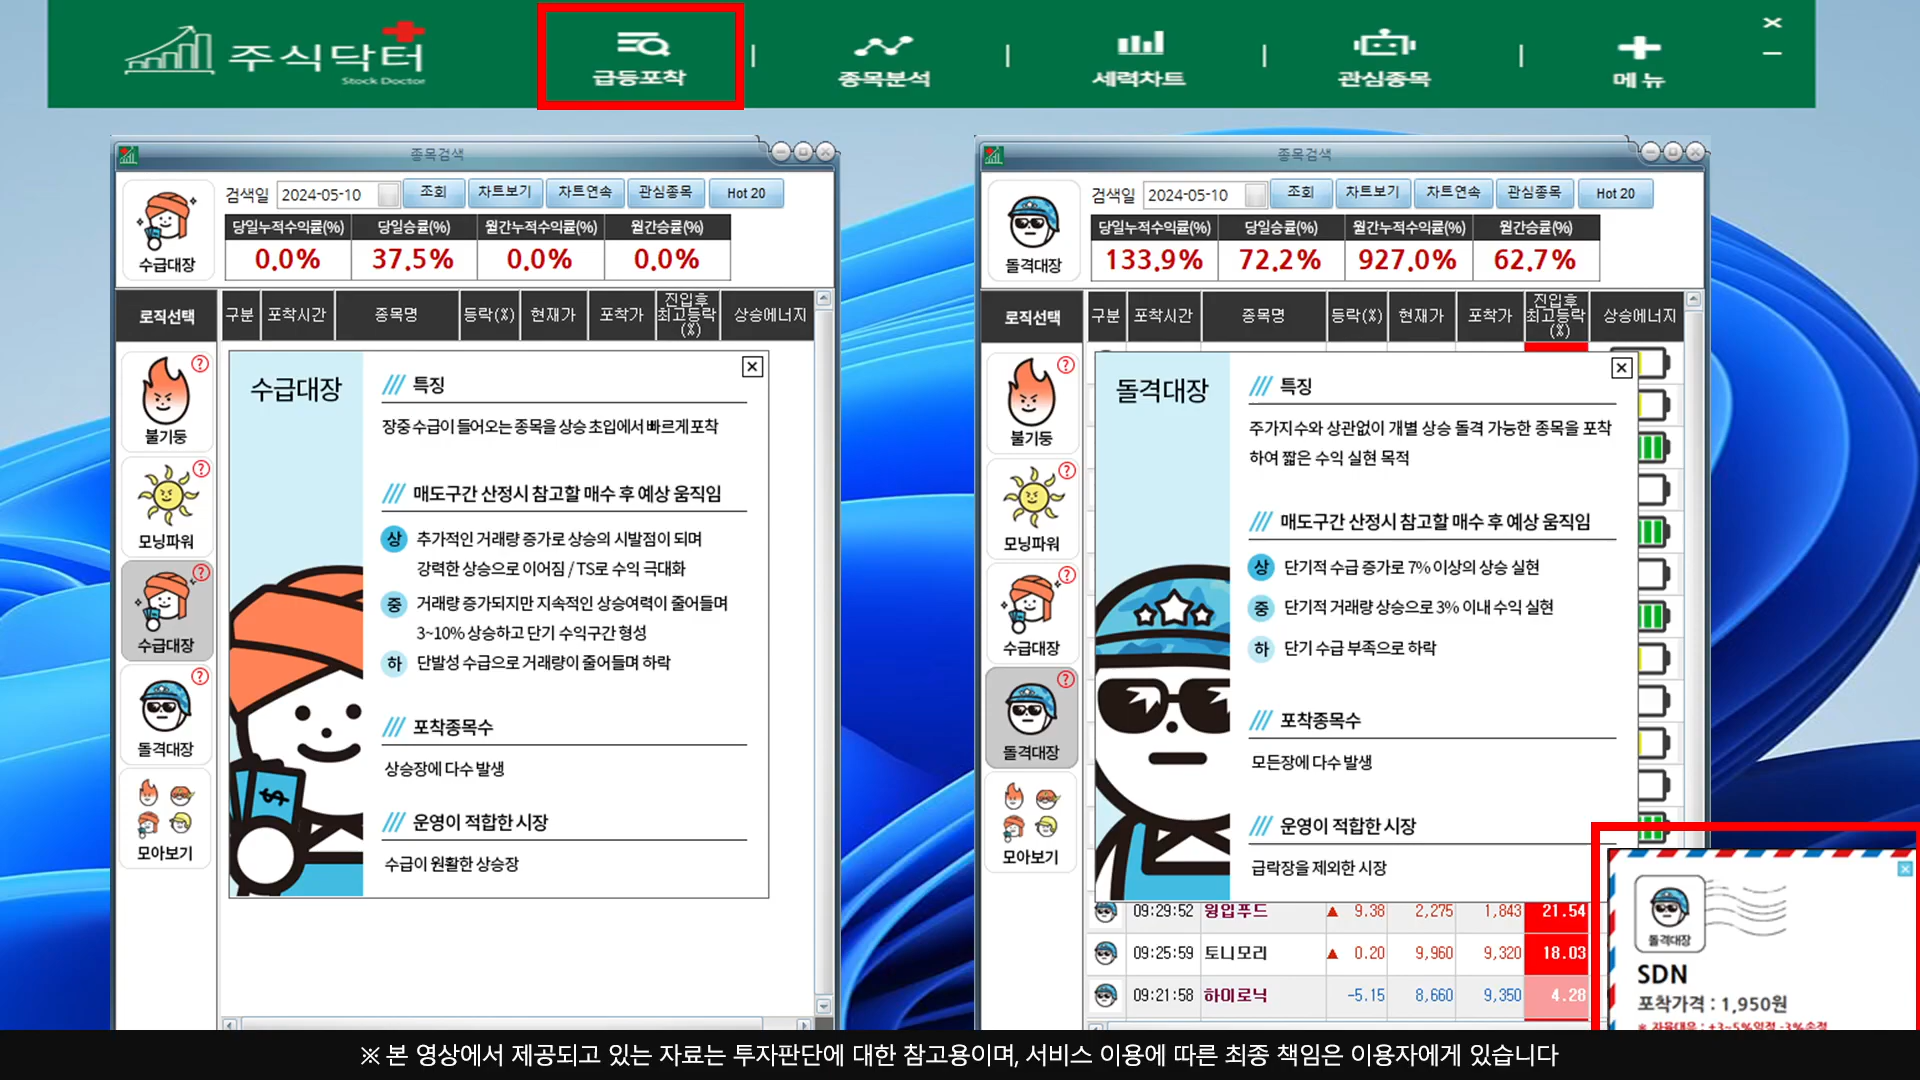 주식닥터
Stock Doctor
급등포착
종목분석
세력차트
관심종목
메뉴
종목검색
수급대장
검색일 2024-05-10 조회 차트보기 차트연속 관심종목 Hot 20
당일누적수익률(%) 당일승률(%) 월간누적수익률(%) 월간승률(%)
0.0% 37.5% 0.0% 0.0%
로직선택 구분 포착시간 종목명 등락(%) 현재가 포착가 진입후 최고등락 (%) 상승에너지
불기둥
모닝파워
수급대장
돌격대장
모아보기
수급대장
특징
장중 수급이 들어오는 종목을 상승 초입에서 빠르게 포착
매도구간 산정시 참고할 매수 후 예상 움직임
상 추가적인 거래량 증가로 상승의 시발점이 되며
강력한 상승으로 이어짐 / TS로 수익 극대화
중 거래량 증가되지만 지속적인 상승여력이 줄어들며
3~10% 상승하고 단기 수익구간 형성
하 단발성 수급으로 거래량이 줄어들며 하락
포착종목수
상승장에 다수 발생
운영이 적합한 시장
수급이 원활한 상승장
종목검색
돌격대장
검색일 2024-05-10 조회 차트보기 차트연속 관심종목 Hot 20
당일누적수익률(%) 당일승률(%) 월간누적수익률(%) 월간승률(%)
133.9% 72.2% 927.0% 62.7%
로직선택 구분 포착시간 종목명 등락(%) 현재가 포착가 진입후 최고등락 (%) 상승에너지
불기둥
모닝파워
수급대장
돌격대장
모아보기
돌격대장
특징
주가지수와 상관없이 개별 상승 돌격 가능한 종목을 포착
하여 짧은 수익 실현 목적
매도구간 산정시 참고할 매수 후 예상 움직임
상 단기적 수급 증가로 7% 이상의 상승 실현
중 단기적 거래량 상승으로 3% 이내 수익 실현
하 단기 수급 부족으로 하락
포착종목수
모든장에 다수 발생
운영이 적합한 시장
급락장을 제외한 시장
09:29:52 윙입푸드 ▲ 9.38 2,275 1,843 21.54
09:25:59 토니모리 ▲ 0.20 9,960 9,320 18.03
09:21:58 하이로닉 -5.15 8,660 9,350 4.28
돌격대장
SDN
포착가격 : 1,950원
※ 본 영상에서 제공되고 있는 자료는 투자판단에 대한 참고용이며, 서비스 이용에 따른 최종 책임은 이용자에게 있습니다